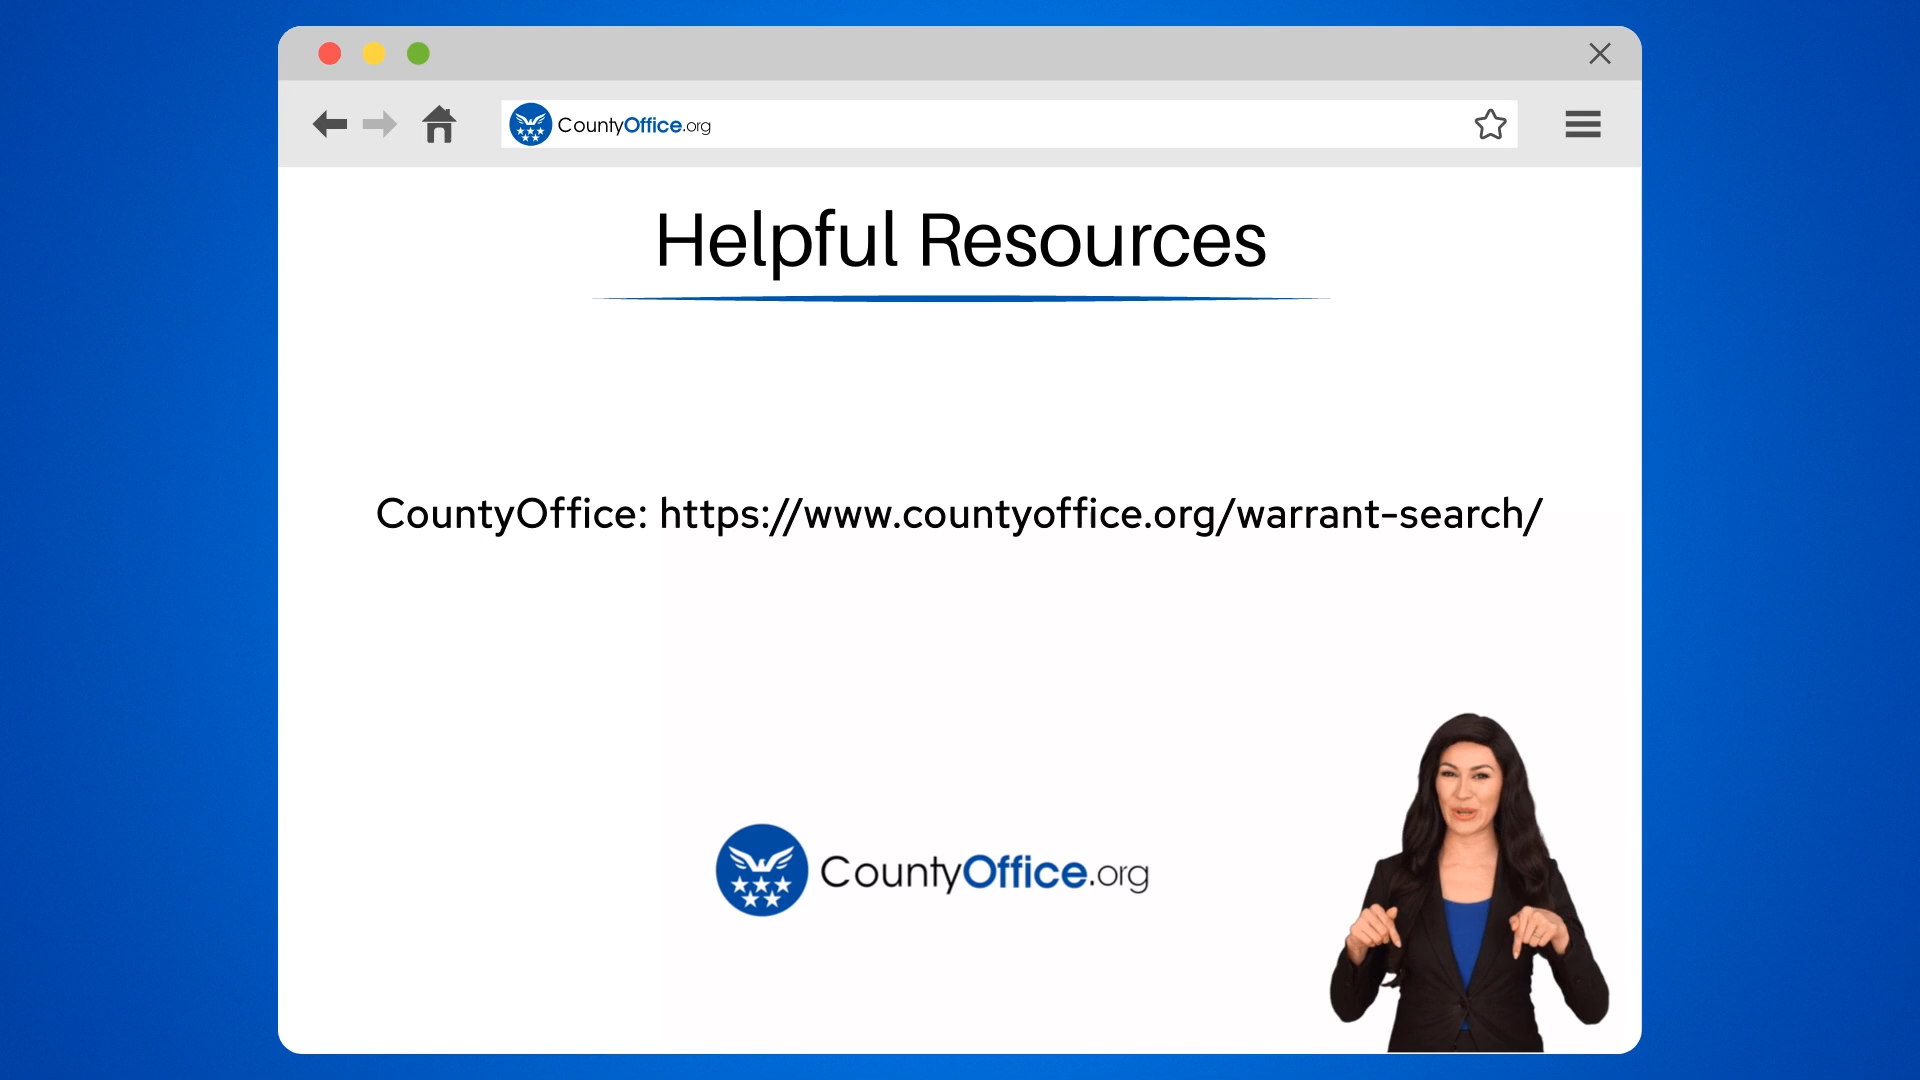 CountyOffice.org
Helpful Resources
CountyOffice: https://www.countyoffice.org/warrant-search/
CountyOffice.org